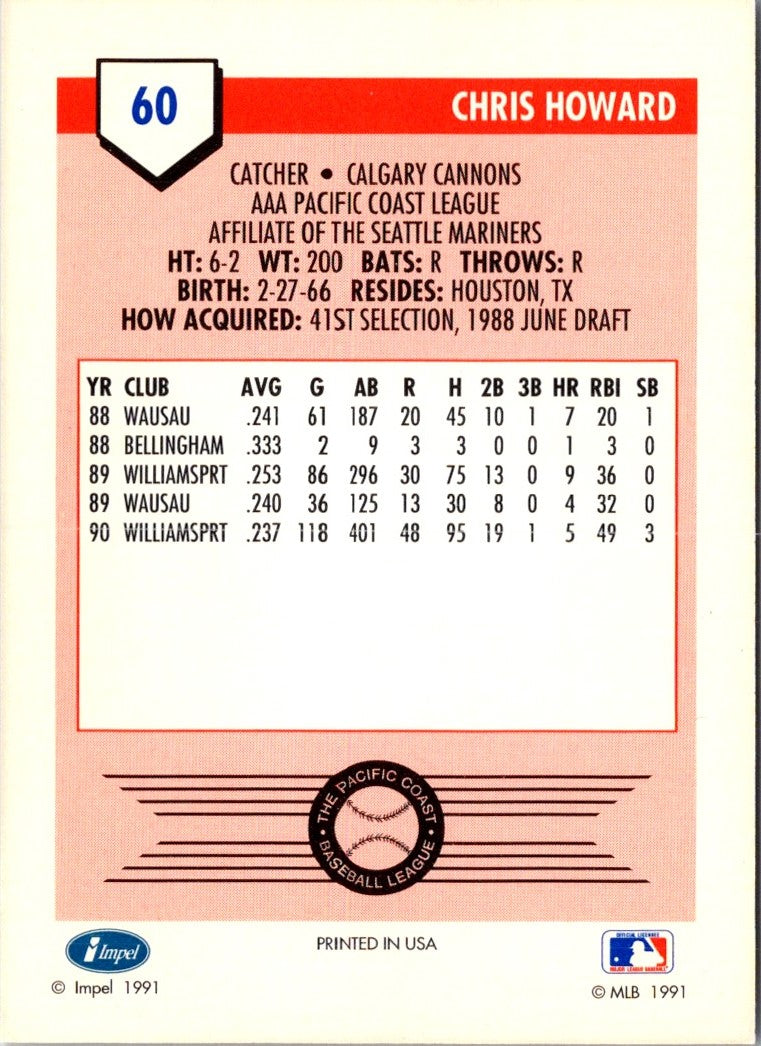 60
CHRIS HOWARD
CATCHER • CALGARY CANNONS
AAA PACIFIC COAST LEAGUE
AFFILIATE OF THE SEATTLE MARINERS
HT: 6-2 WT: 200 BATS: R THROWS: R
BIRTH: 2-27-66 RESIDES: HOUSTON, TX
HOW ACQUIRED: 41ST SELECTION, 1988 JUNE DRAFT
YR CLUB AVG G AB R H 2B 3B HR RBI SB
88 WAUSAU .241 61 187 20 45 10 1 7 20 1
88 BELLINGHAM .333 2 9 3 3 0 0 1 3 0
89 WILLIAMSPRT .253 86 296 30 75 13 0 9 36 0
89 WAUSAU .240 36 125 13 30 8 0 4 32 0
90 WILLIAMSPRT .237 118 401 48 95 19 1 5 49 3
• THE PACIFIC COAST •
BASEBALL LEAGUE
Impel
PRINTED IN USA
OFFICIAL LICENSEE
MAJOR LEAGUE BASEBALL
© Impel 1991
© MLB 1991